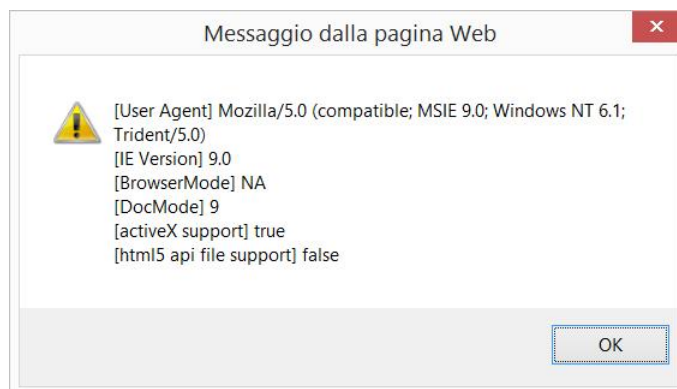 Messaggio dalla pagina Web
[User Agent] Mozilla/5.0 (compatible; MSIE 9.0; Windows NT 6.1;
Trident/5.0)
[IE Version] 9.0
[BrowserMode] NA
[DocMode] 9
[activeX support] true
[html5 api file support] false
OK